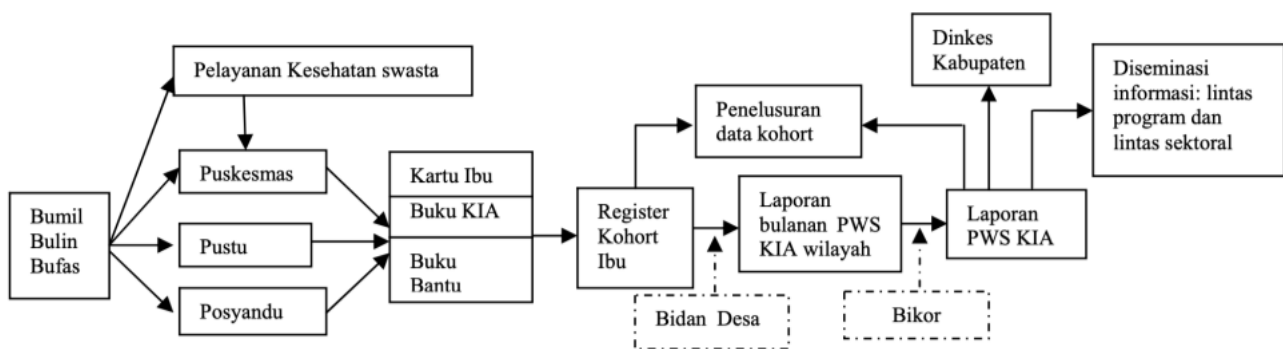 Pelayanan Kesehatan swasta
Puskesmas
Pustu
Posyandu
Bumil
Bulin
Bufas
Kartu Ibu
Buku KIA
Buku
Bantu
Register
Kohort
Ibu
Penelusuran
data kohort
Laporan
bulanan PWS
KIA wilayah
Bidan Desa
Bikor
Laporan
PWS KIA
Dinkes
Kabupaten
Diseminasi
informasi: lintas
program dan
lintas sektoral